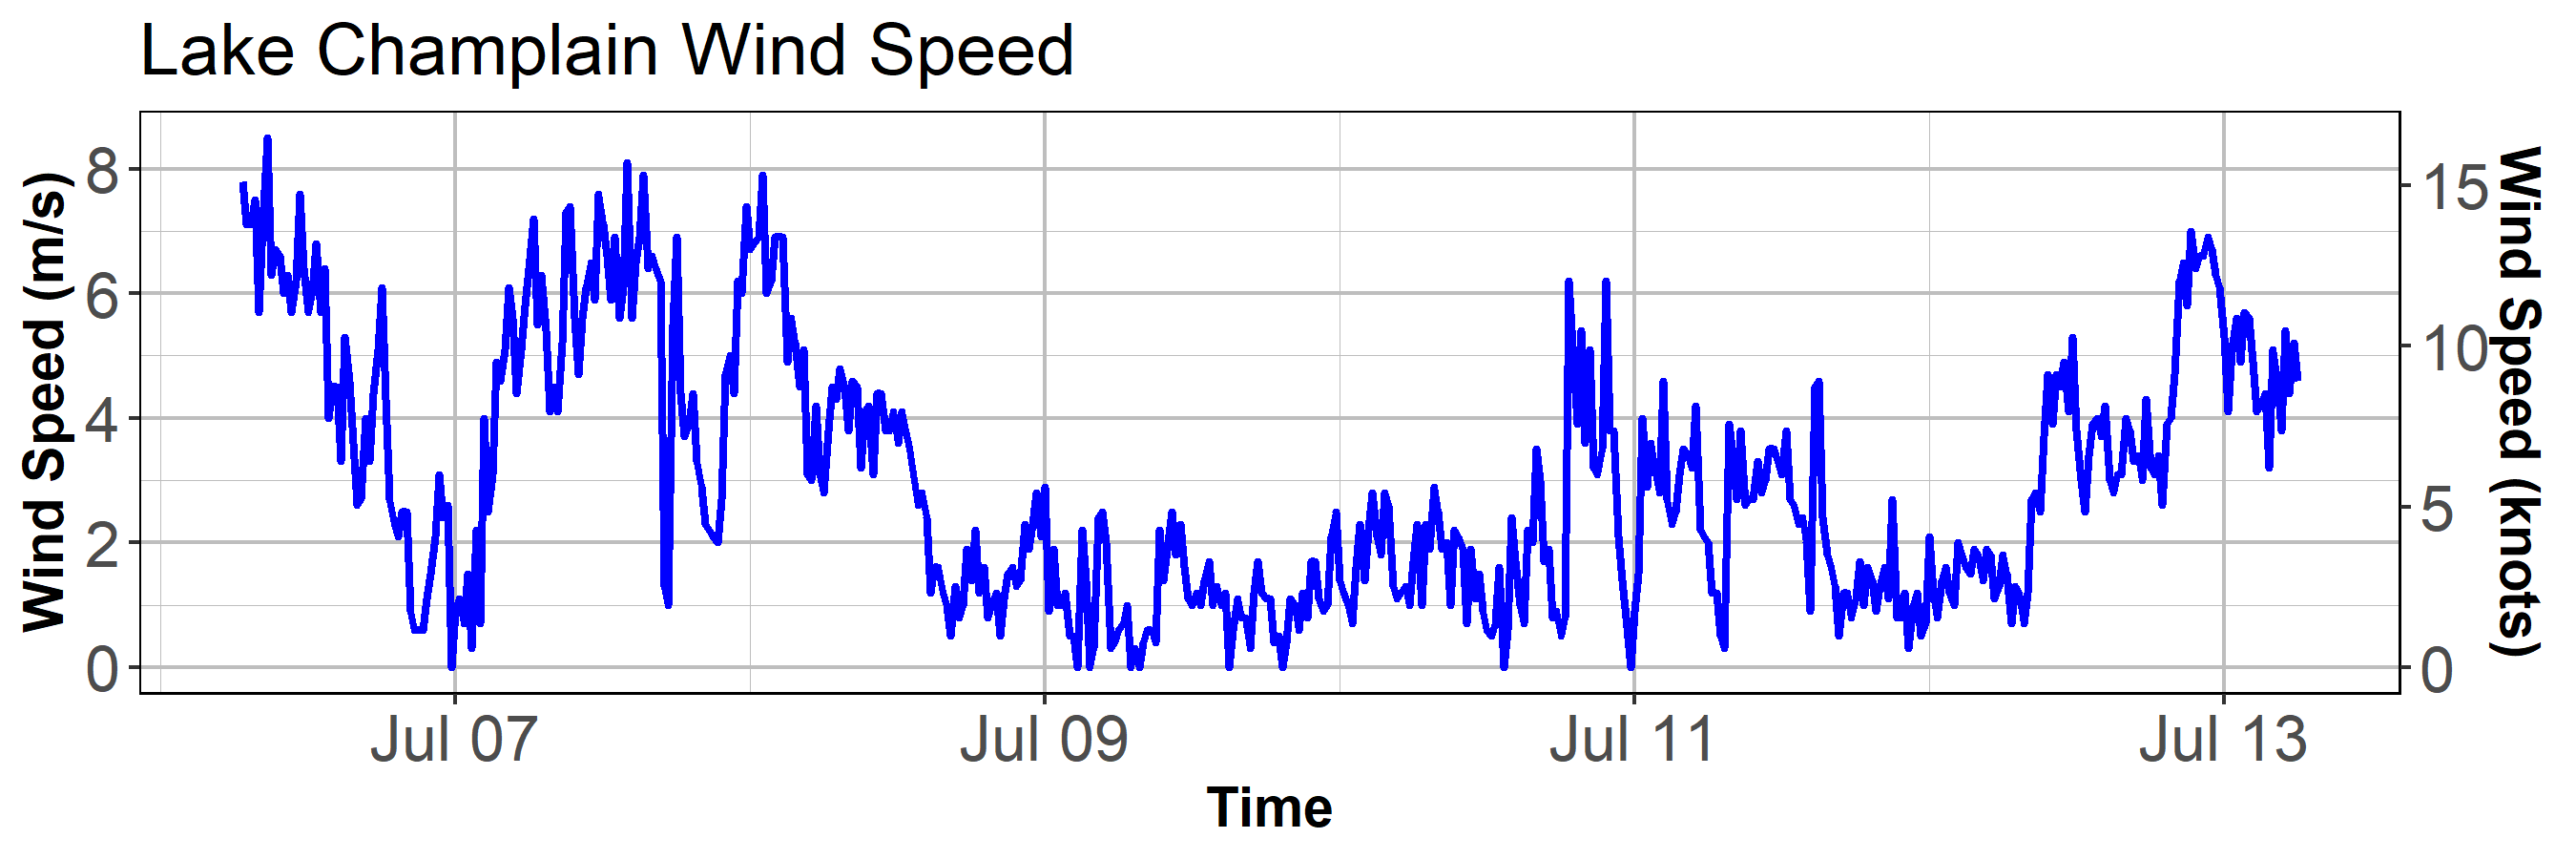 Lake Champlain Wind Speed
Wind Speed (m/s)
8
6
4
2
0
15
10
5
0
Wind Speed (knots)
Jul 07 Jul 09 Jul 11 Jul 13
Time